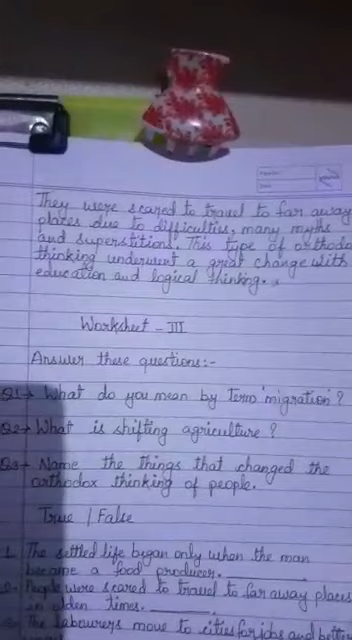 They were scared to travel to far away
places due to difficulties, many myths
and superstitions. This type of orthodox
thinking underwent a great change with
education and logical thinking.
Worksheet - III
Answer these questions:-
Q1→ What do you mean by term 'migration'?
Q2→ What is shifting agriculture?
Q3→ Name the things that changed the
orthodox thinking of people.
True / False
1. The settled life began only when the man
became a food producer. ________
2. People were scared to travel to far away places
in olden times. ________
3. The labourers move to cities for jobs and better